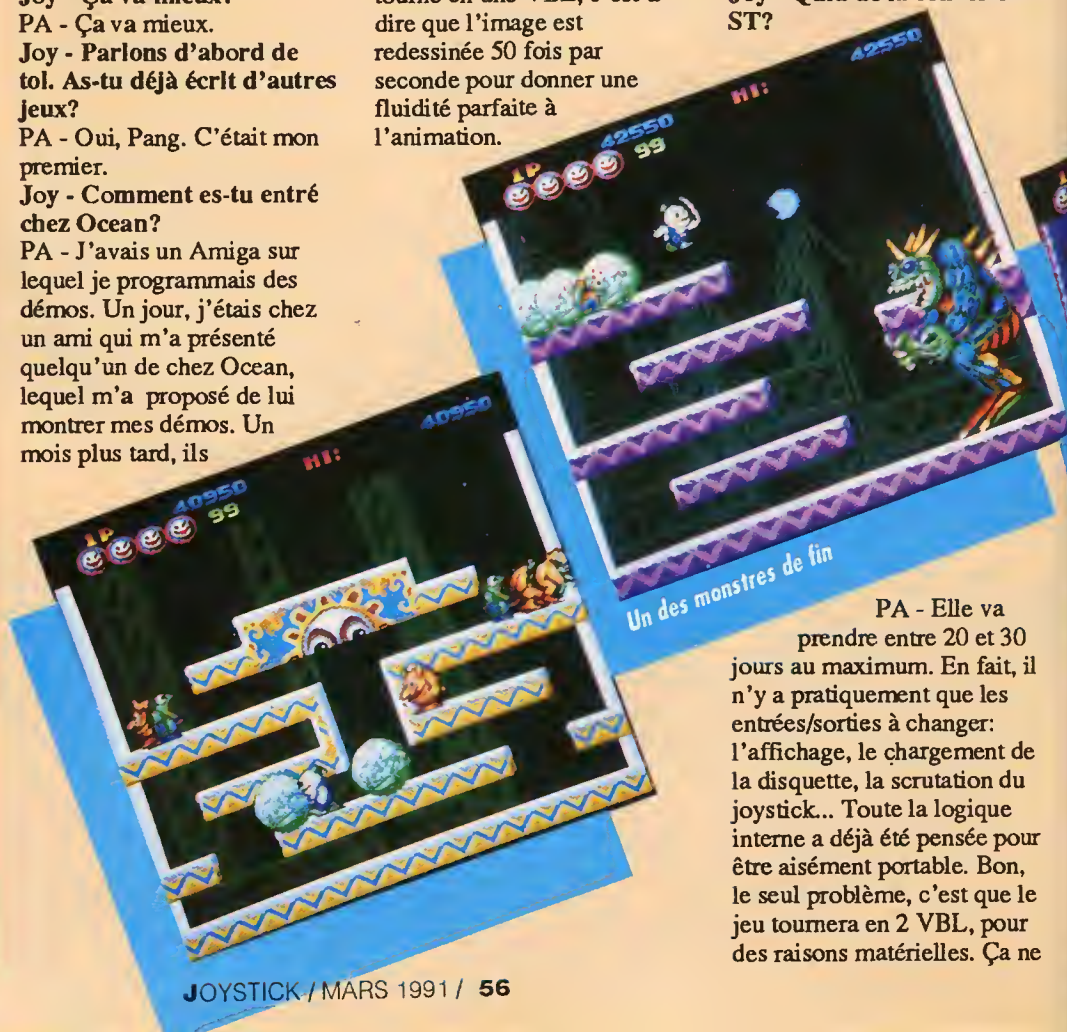 PA - Ça va mieux.
Joy - Parlons d'abord de
toi. As-tu déjà écrit d'autres
jeux?
PA - Oui, Pang. C'était mon
premier.
Joy - Comment es-tu entré
chez Ocean?
PA - J'avais un Amiga sur
lequel je programmais des
démos. Un jour, j'étais chez
un ami qui m'a présenté
quelqu'un de chez Ocean,
lequel m'a proposé de lui
montrer mes démos. Un
mois plus tard, ils
dire que l'image est
redessinée 50 fois par
seconde pour donner une
fluidité parfaite à
l'animation.
ST?
1P 42550 HI: 42550
99
Un des monstres de fin
1P 40950 HI: 40950
99
PA - Elle va
prendre entre 20 et 30
jours au maximum. En fait, il
n'y a pratiquement que les
entrées/sorties à changer:
l'affichage, le chargement de
la disquette, la scrutation du
joystick... Toute la logique
interne a déjà été pensée pour
être aisément portable. Bon,
le seul problème, c'est que le
jeu tournera en 2 VBL, pour
des raisons matérielles. Ça ne
JOYSTICK / MARS 1991 / 56